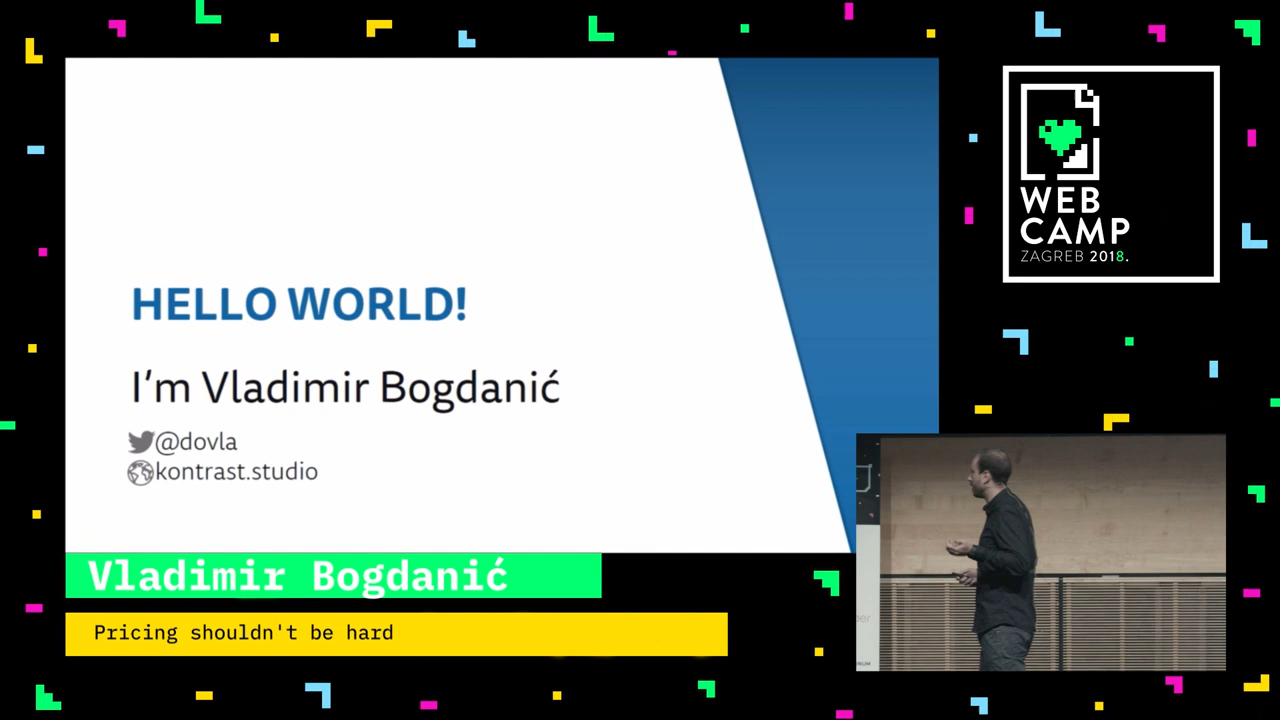 HELLO WORLD!
I'm Vladimir Bogdanić
@dovla
kontrast.studio
Vladimir Bogdanić
Pricing shouldn't be hard
WEB
CAMP
ZAGREB 2018.